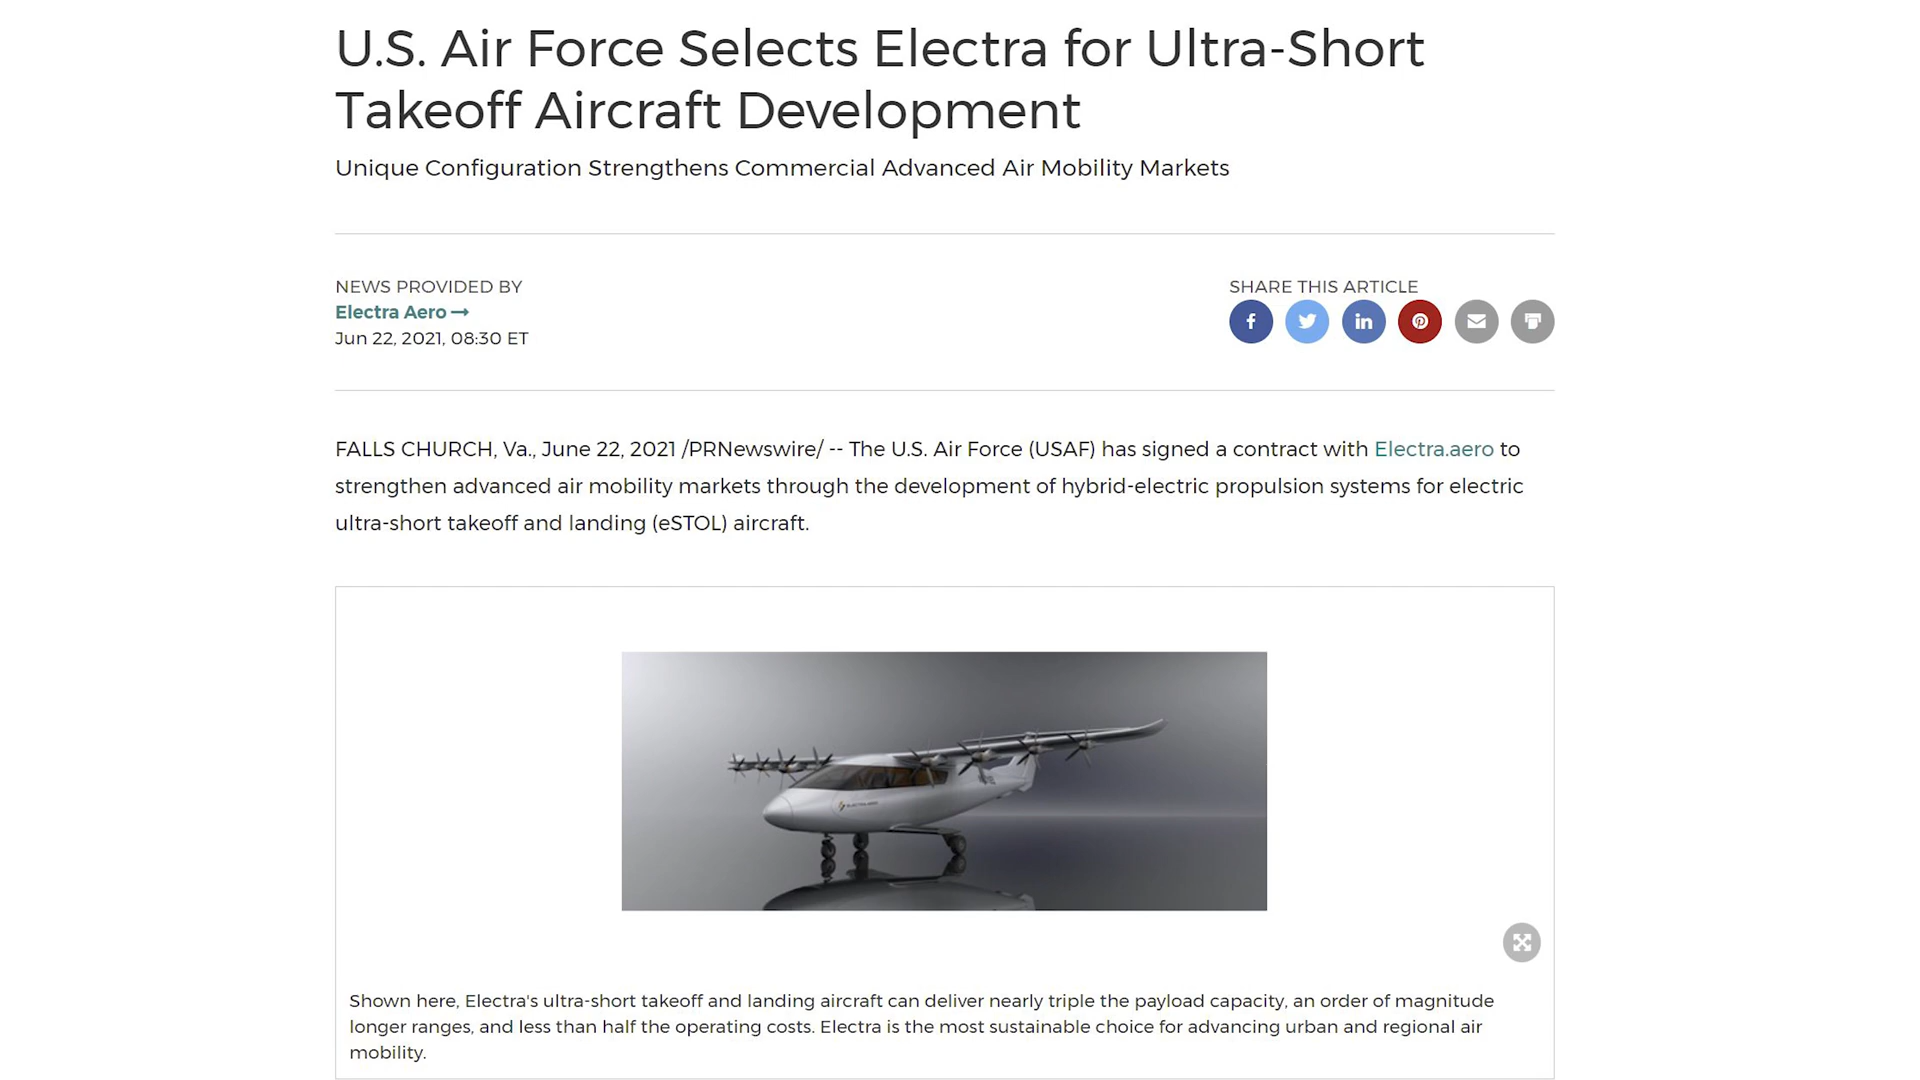 U.S. Air Force Selects Electra for Ultra-Short
Takeoff Aircraft Development
Unique Configuration Strengthens Commercial Advanced Air Mobility Markets
NEWS PROVIDED BY
Electra Aero →
Jun 22, 2021, 08:30 ET
SHARE THIS ARTICLE
FALLS CHURCH, Va., June 22, 2021 /PRNewswire/ -- The U.S. Air Force (USAF) has signed a contract with Electra.aero to
strengthen advanced air mobility markets through the development of hybrid-electric propulsion systems for electric
ultra-short takeoff and landing (eSTOL) aircraft.
Shown here, Electra's ultra-short takeoff and landing aircraft can deliver nearly triple the payload capacity, an order of magnitude
longer ranges, and less than half the operating costs. Electra is the most sustainable choice for advancing urban and regional air
mobility.